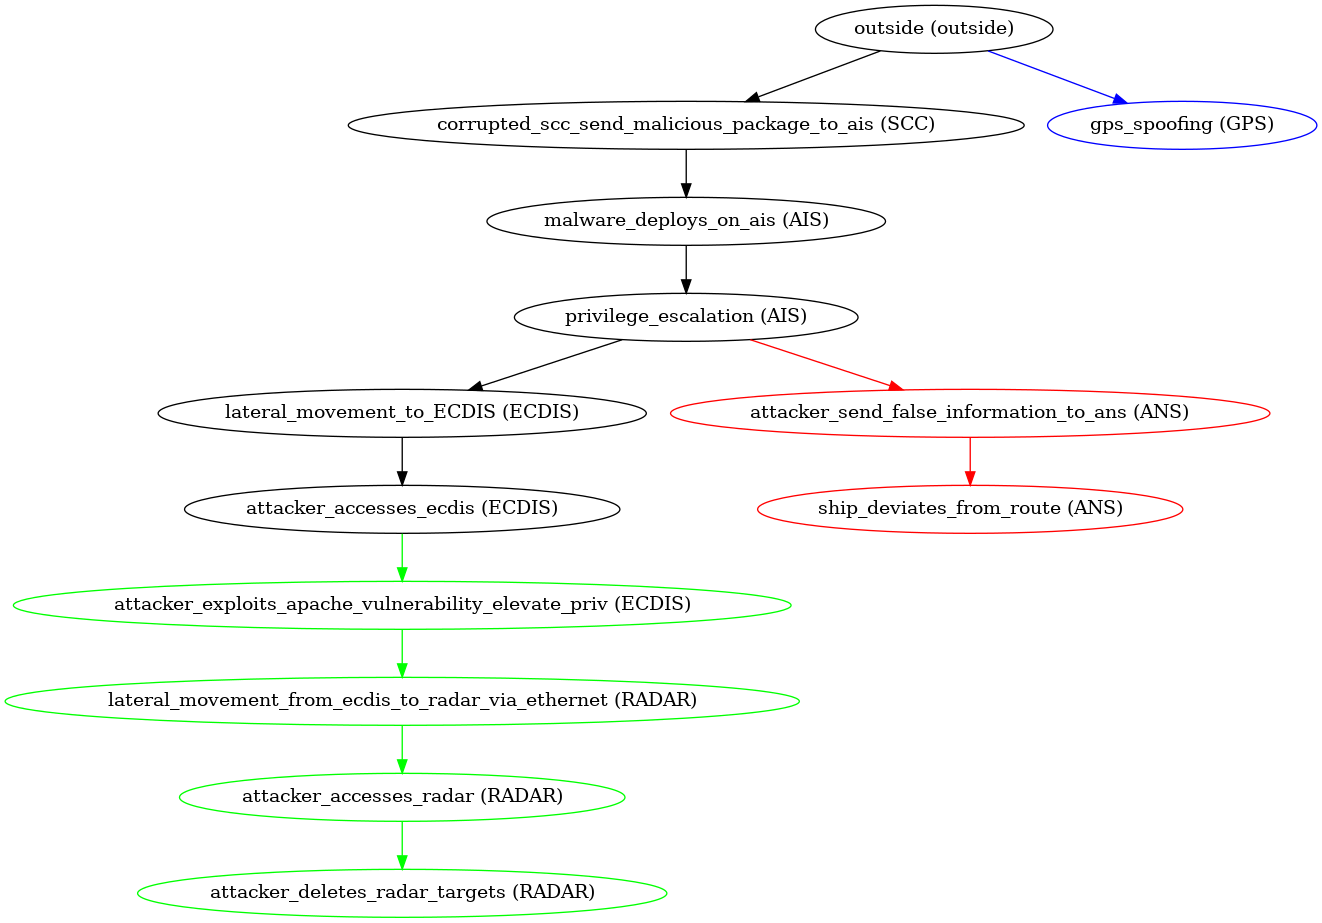 outside (outside)
corrupted_scc_send_malicious_package_to_ais (SCC)
gps_spoofing (GPS)
malware_deploys_on_ais (AIS)
privilege_escalation (AIS)
lateral_movement_to_ECDIS (ECDIS)
attacker_send_false_information_to_ans (ANS)
attacker_accesses_ecdis (ECDIS)
ship_deviates_from_route (ANS)
attacker_exploits_apache_vulnerability_elevate_priv (ECDIS)
lateral_movement_from_ecdis_to_radar_via_ethernet (RADAR)
attacker_accesses_radar (RADAR)
attacker_deletes_radar_targets (RADAR)